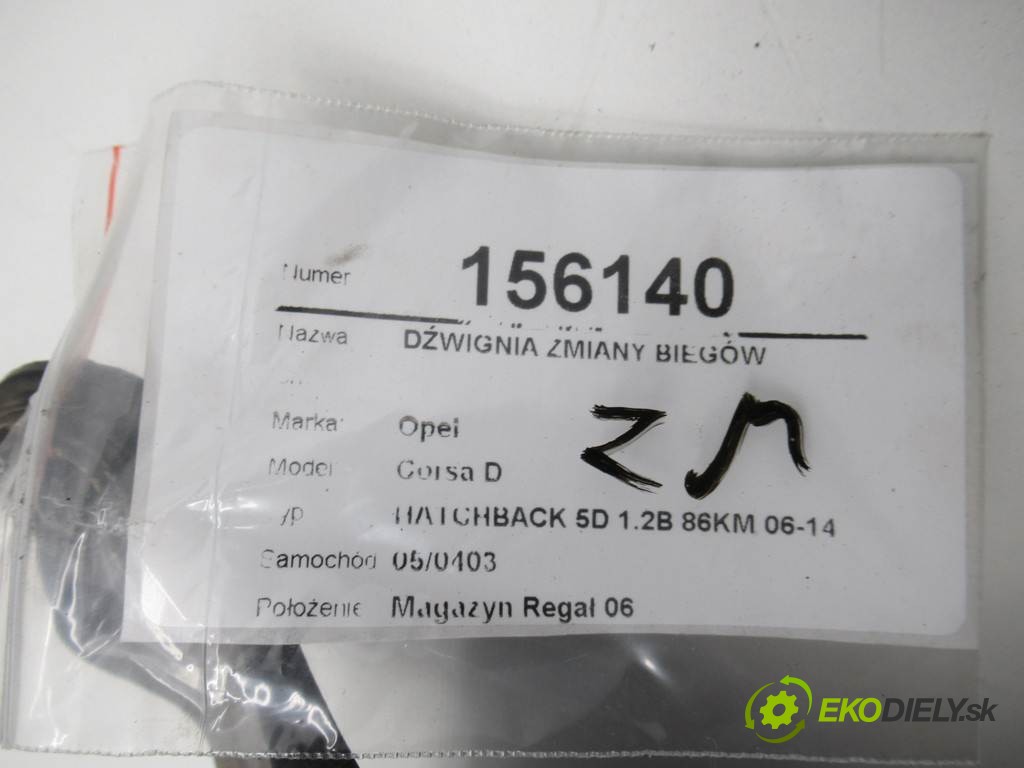 Numer 156140
Nazwa DŹWIGNIA ZMIANY BIEGÓW
Marka: Opel
Model Corsa D
Typ HATCHBACK 5D 1.2B 86KM 06-14
Samochód 05/0403
Położenie Magazyn Regał 06
EKODIELY.sk